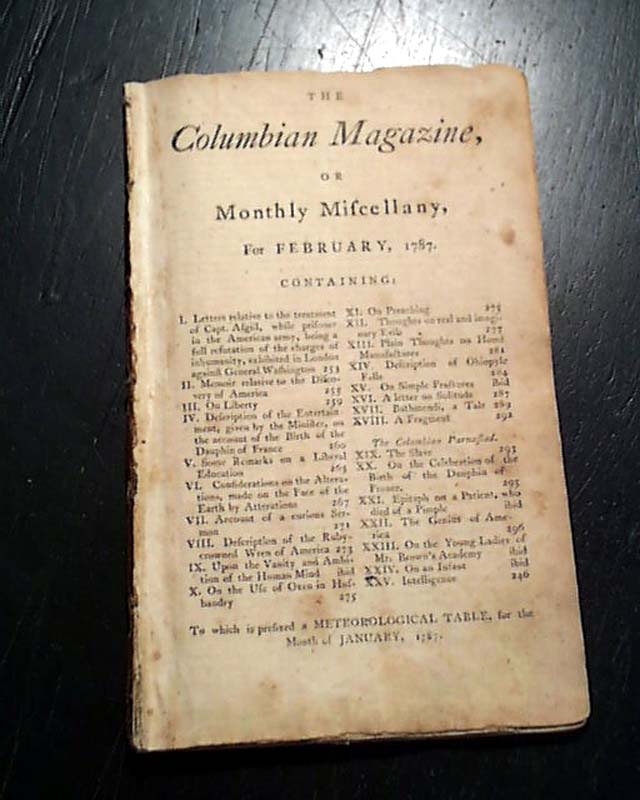 THE
Columbian Magazine,
OR
Monthly Miſcellany,
For FEBRUARY, 1787.
CONTAINING:
I. Letters relative to the treatment
of Capt. Aſgill, while priſoner
in the American army, being a
full refutation of the charges of
inhumanity, exhibited in London
againſt General Waſhington 253
II. Memoir relative to the Diſco-
very of America 255
III. On Liberty 259
IV. Deſcription of the Entertain
ment, given by the Miniſter, on
the account of the Birth of the
Dauphin of France 260
V. Some Remarks on a Liberal
Education 263
VI. Conſiderations on the Altera-
tions, made on the Face of the
Earth by Atterations 267
VII. Account of a curious Ser-
mon 271
VIII. Deſcription of the Ruby-
crowned Wren of America 273
IX. Upon the Vanity and Ambi-
tion of the Human Mind ibid
X. On the Uſe of Oxen in Huſ-
bandry 275
XI. On Preaching 275
XII. Thoughts on real and imagi-
nary Evils 277
XIII. Plain Thoughts on Home
Manufactures 281
XIV. Deſcription of Ohiopyle
Falls 284
XV. On Simple Fractures ibid
XVI. A letter on Solitude 287
XVII. Bathmendi, a Tale 289
XVIII. A Fragment 292
The Columbian Parnaſſiad.
XIX. The Slave 293
XX. On the Celebration of the
Birth of the Dauphin of
France. 295
XXI. Epitaph on a Patient, who
died of a Pimple ibid
XXII. The Genius of Ame-
rica 296
XXIII. On the Young Ladies of
Mr. Brown's Academy ibid
XXIV. On an Infant ibid
XXV. Intelligence 246
To which is prefixed a METEOROLOGICAL TABLE, for the
Month of JANUARY, 1787.